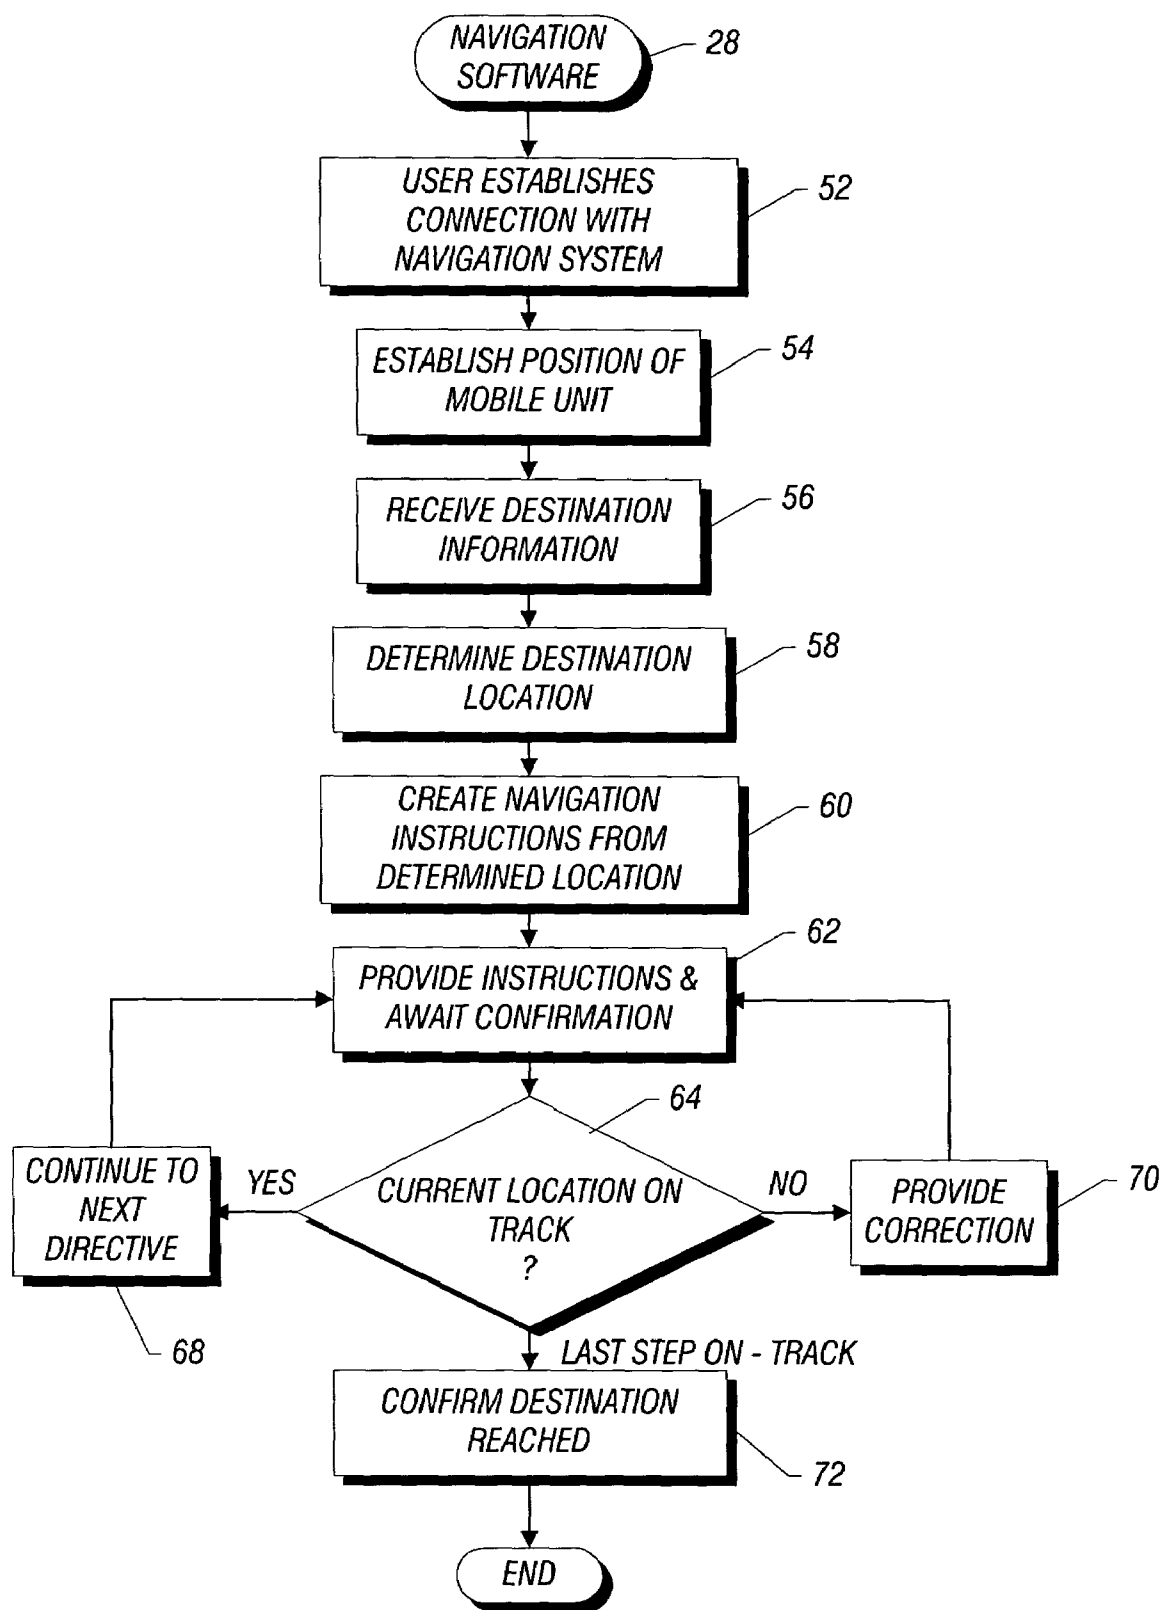 NAVIGATION
SOFTWARE
28
USER ESTABLISHES
CONNECTION WITH
NAVIGATION SYSTEM
52
ESTABLISH POSITION OF
MOBILE UNIT
54
RECEIVE DESTINATION
INFORMATION
56
DETERMINE DESTINATION
LOCATION
58
CREATE NAVIGATION
INSTRUCTIONS FROM
DETERMINED LOCATION
60
PROVIDE INSTRUCTIONS &
AWAIT CONFIRMATION
62
CURRENT LOCATION ON
TRACK
?
64
YES
CONTINUE TO
NEXT
DIRECTIVE
68
NO
PROVIDE
CORRECTION
70
LAST STEP ON - TRACK
CONFIRM DESTINATION
REACHED
72
END